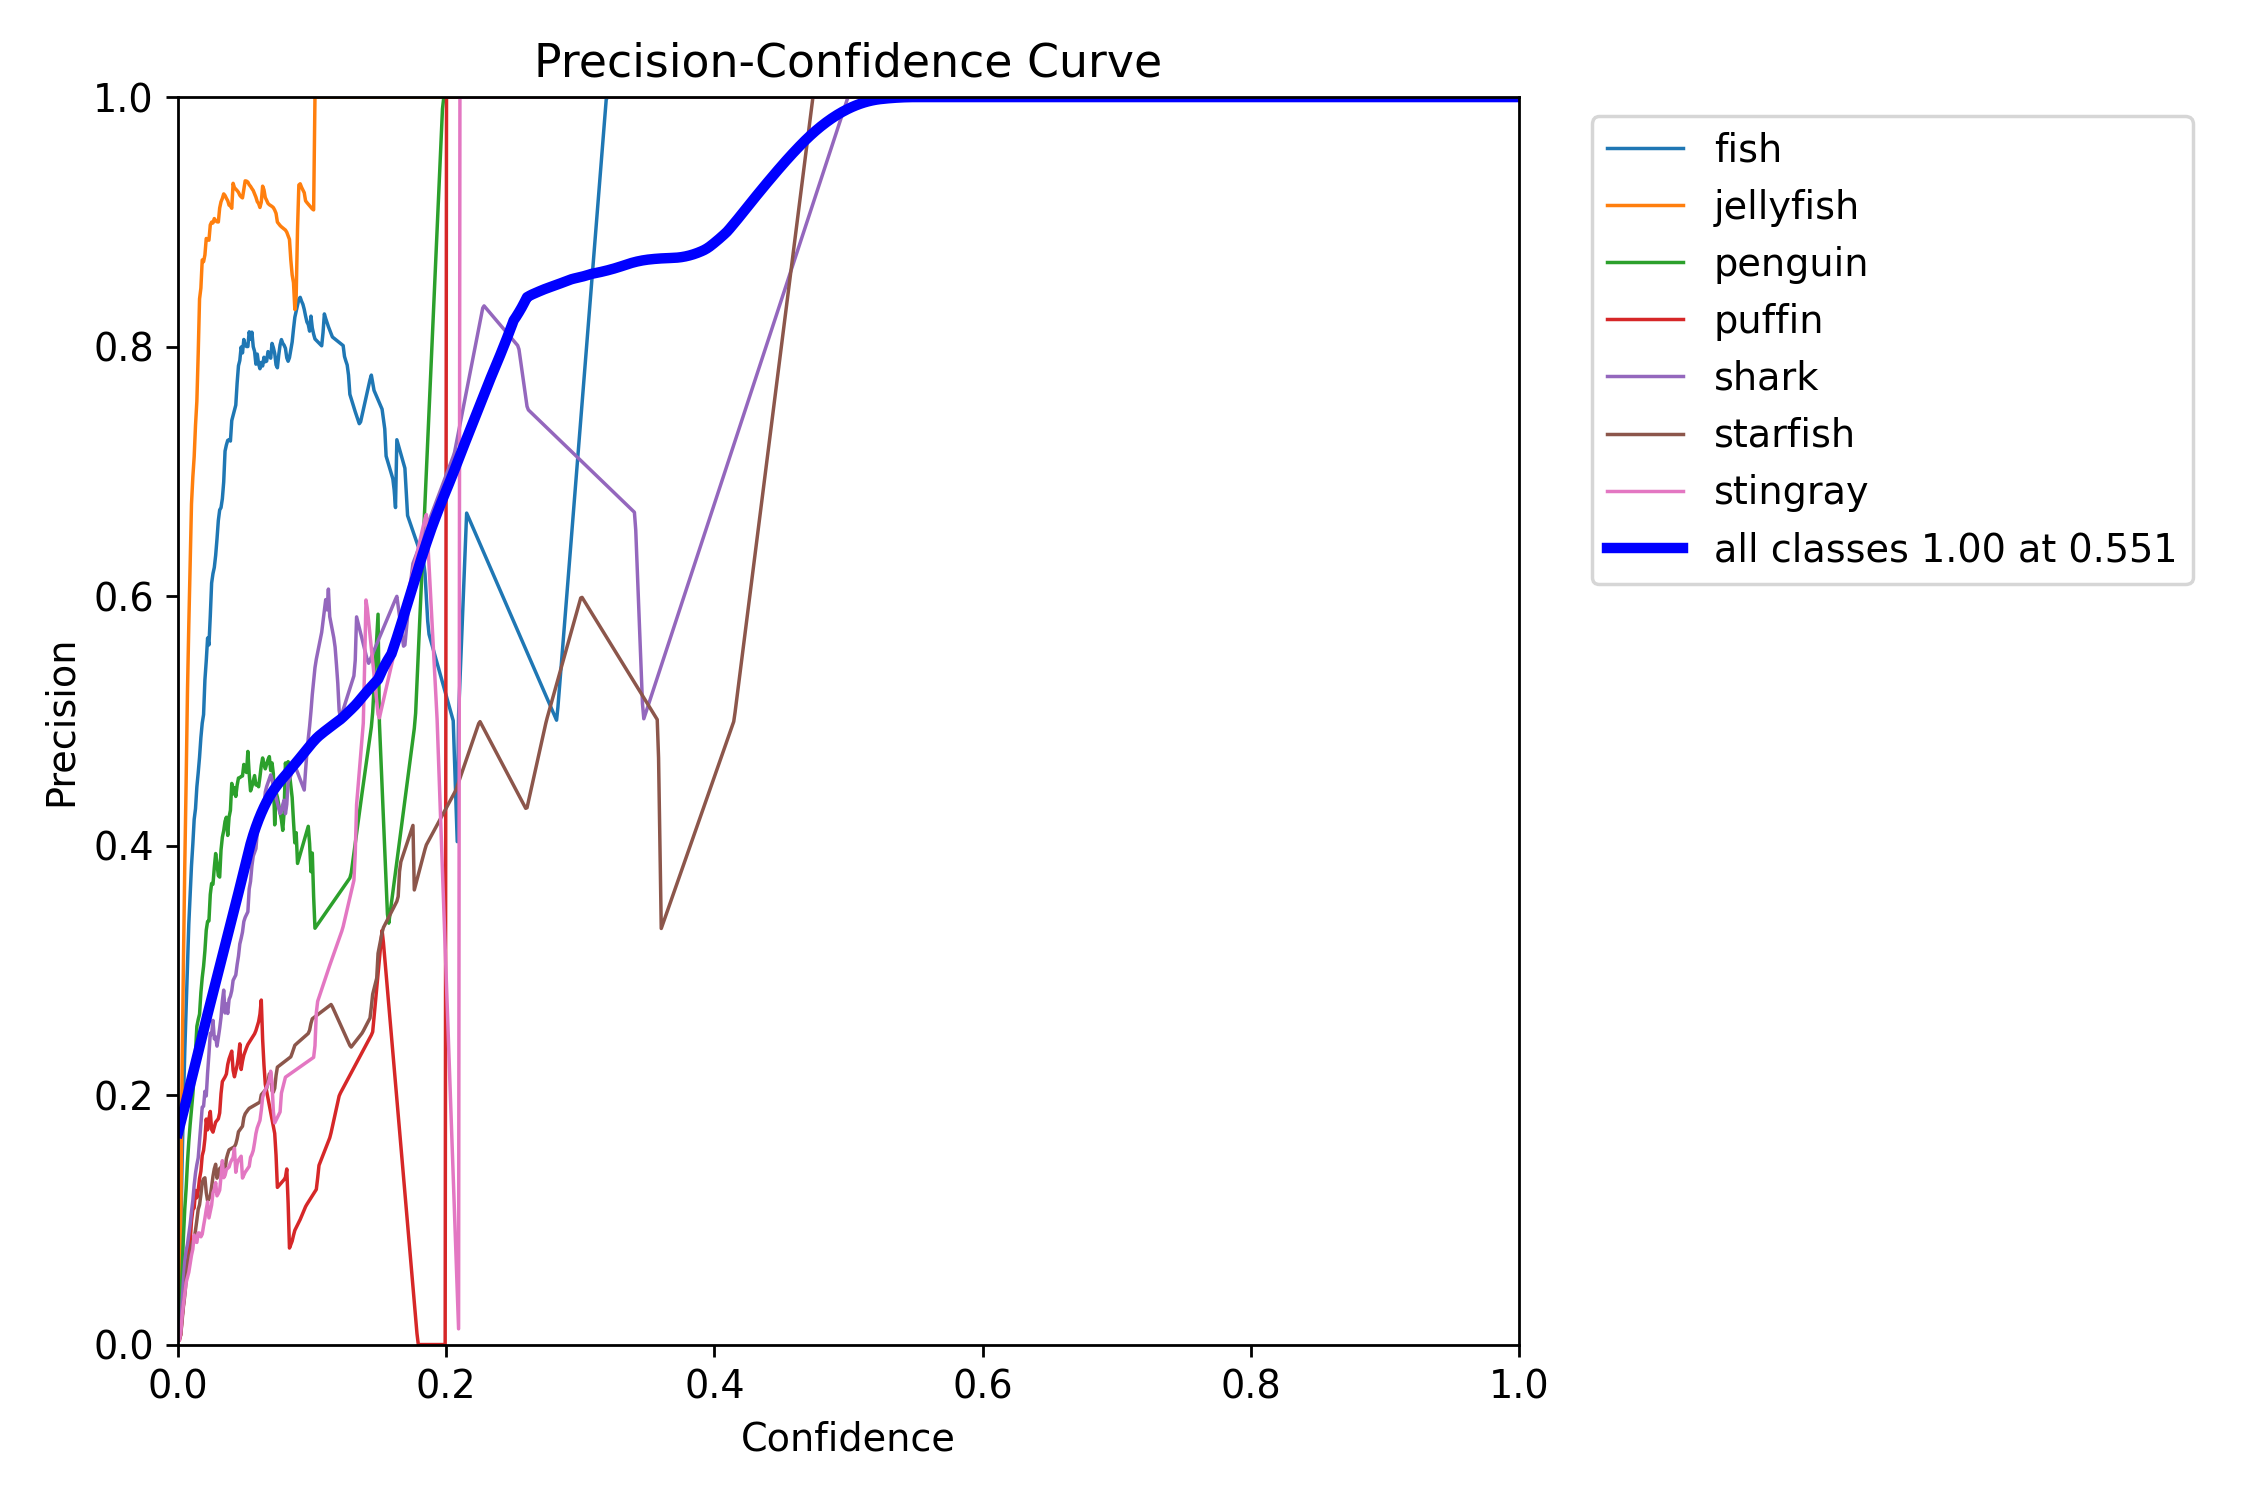 Precision-Confidence Curve
1.0
0.8
0.6
0.4
0.2
0.0
Precision
0.0 0.2 0.4 0.6 0.8 1.0
Confidence
fish
jellyfish
penguin
puffin
shark
starfish
stingray
all classes 1.00 at 0.551